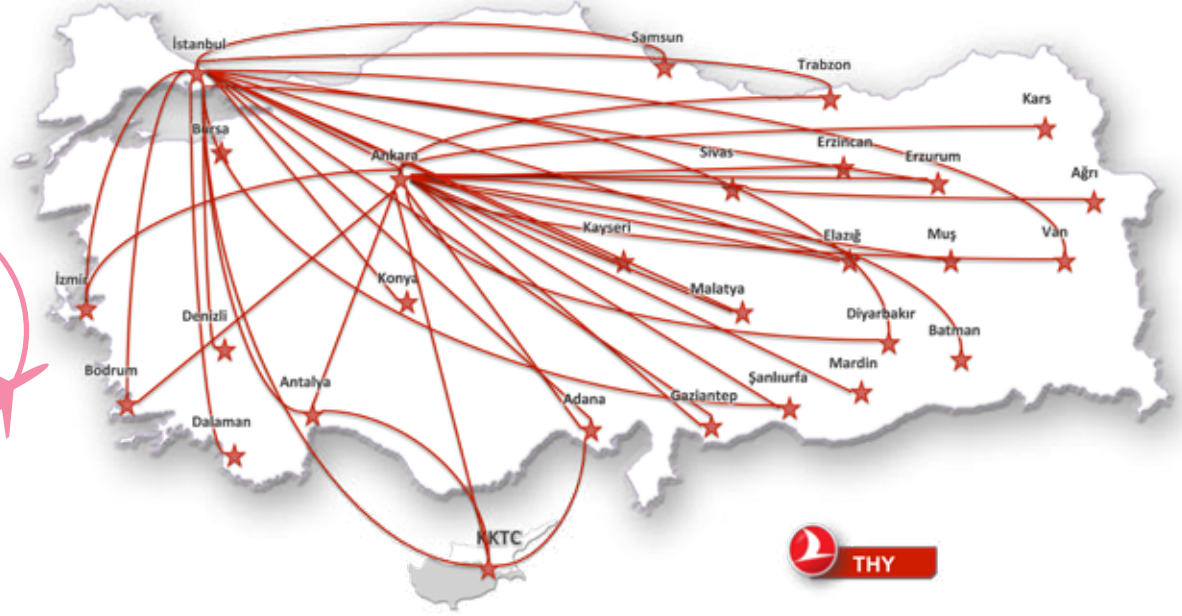 İstanbul
Samsun
Trabzon
Kars
Bursa
Ankara
Sivas
Erzincan
Erzurum
Ağrı
Kayseri
Elazığ
Muş
Van
İzmir
Konya
Malatya
Denizli
Diyarbakır
Batman
Bodrum
Antalya
Mardin
Şanlıurfa
Gaziantep
Adana
Dalaman
KKTC
THY